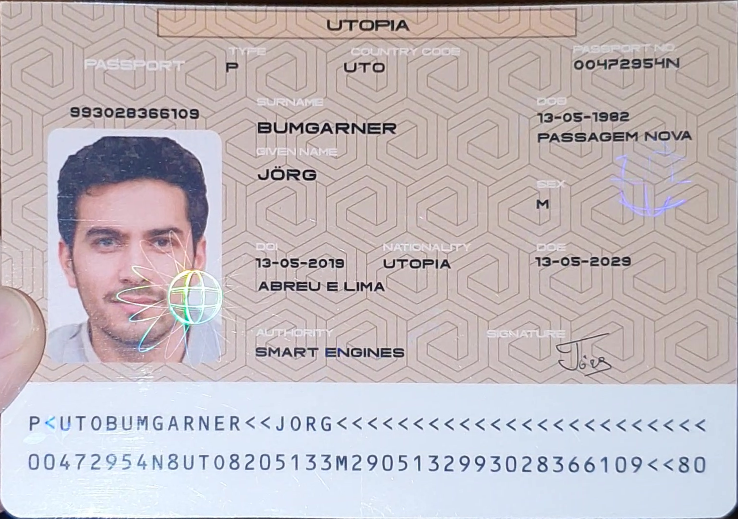 UTOPIA
PASSPORT
TYPE
P
COUNTRY CODE
UTO
PASSPORT NO.
00472954N
993028366109
SURNAME
BUMGARNER
DOB
13-05-1982
PASSAGEM NOVA
GIVEN NAME
JÖRG
SEX
M
DOI
13-05-2019
ABREU E LIMA
NATIONALITY
UTOPIA
DOE
13-05-2029
AUTHORITY
SMART ENGINES
SIGNATURE
Jörg
P<UTOBUMGARNER<<JORG<<<<<<<<<<<<<<<<<<<<<<<<
00472954N8UTO8205133M2905132993028366109<<80